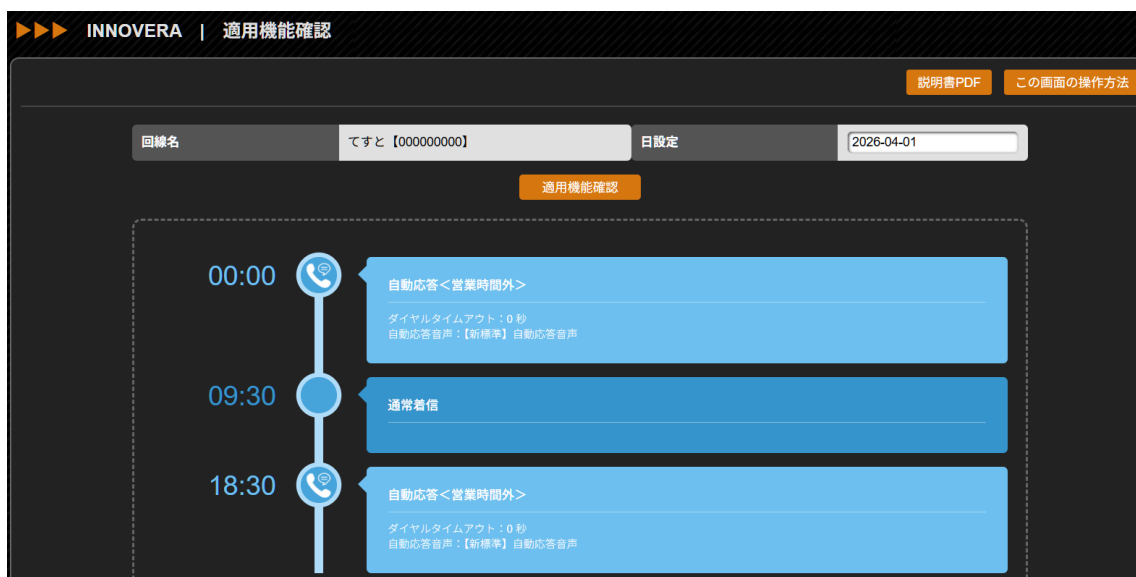 ▶▶▶ INNOVERA | 適用機能確認
説明書PDF この画面の操作方法
回線名 てすと【000000000】 日設定 2026-04-01
適用機能確認
00:00 自動応答＜営業時間外＞
ダイヤルタイムアウト：0 秒
自動応答音声：【新標準】自動応答音声
09:30 通常着信
18:30 自動応答＜営業時間外＞
ダイヤルタイムアウト：0 秒
自動応答音声：【新標準】自動応答音声